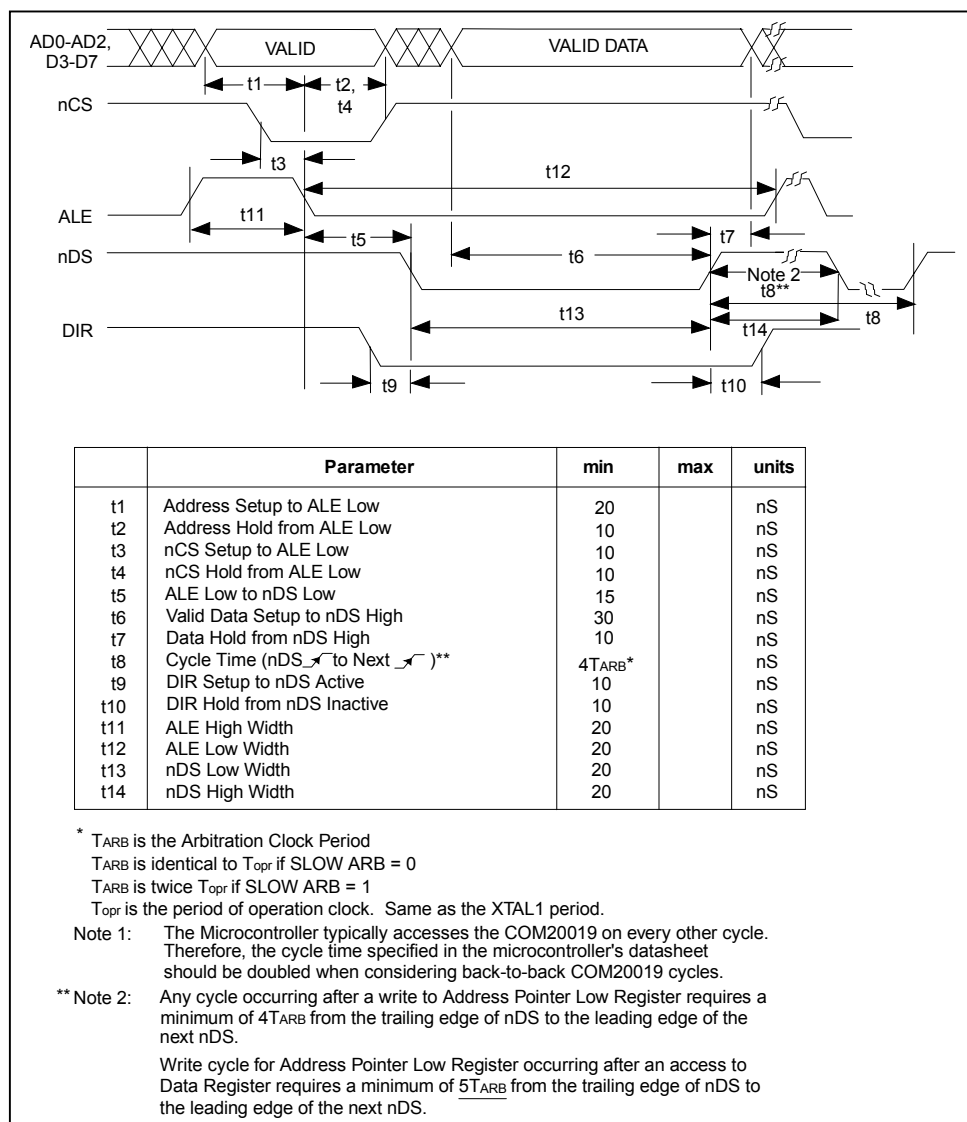 AD0-AD2,
D3-D7
VALID
VALID DATA
t1
t2,
t4
nCS
t3
t12
ALE
t11
t5
t7
nDS
t6
Note 2
t8**
t8
t13
t14
DIR
t9
t10
Parameter min max units
t1 Address Setup to ALE Low 20 nS
t2 Address Hold from ALE Low 10 nS
t3 nCS Setup to ALE Low 10 nS
t4 nCS Hold from ALE Low 10 nS
t5 ALE Low to nDS Low 15 nS
t6 Valid Data Setup to nDS High 30 nS
t7 Data Hold from nDS High 10 nS
t8 Cycle Time (nDS to Next )** 4TARB* nS
t9 DIR Setup to nDS Active 10 nS
t10 DIR Hold from nDS Inactive 10 nS
t11 ALE High Width 20 nS
t12 ALE Low Width 20 nS
t13 nDS Low Width 20 nS
t14 nDS High Width 20 nS
* TARB is the Arbitration Clock Period
TARB is identical to Topr if SLOW ARB = 0
TARB is twice Topr if SLOW ARB = 1
Topr is the period of operation clock. Same as the XTAL1 period.
Note 1: The Microcontroller typically accesses the COM20019 on every other cycle.
Therefore, the cycle time specified in the microcontroller's datasheet
should be doubled when considering back-to-back COM20019 cycles.
** Note 2: Any cycle occurring after a write to Address Pointer Low Register requires a
minimum of 4TARB from the trailing edge of nDS to the leading edge of the
next nDS.
Write cycle for Address Pointer Low Register occurring after an access to
Data Register requires a minimum of 5TARB from the trailing edge of nDS to
the leading edge of the next nDS.